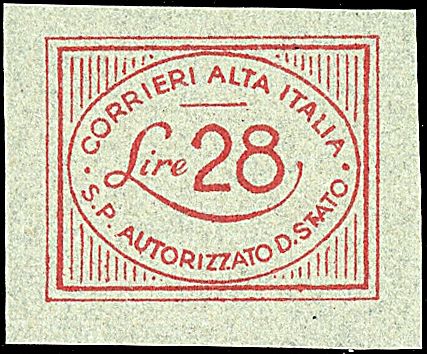 CORRIERI ALTA ITALIA
Lire 28
· S.P. AUTORIZZATO D. STATO ·